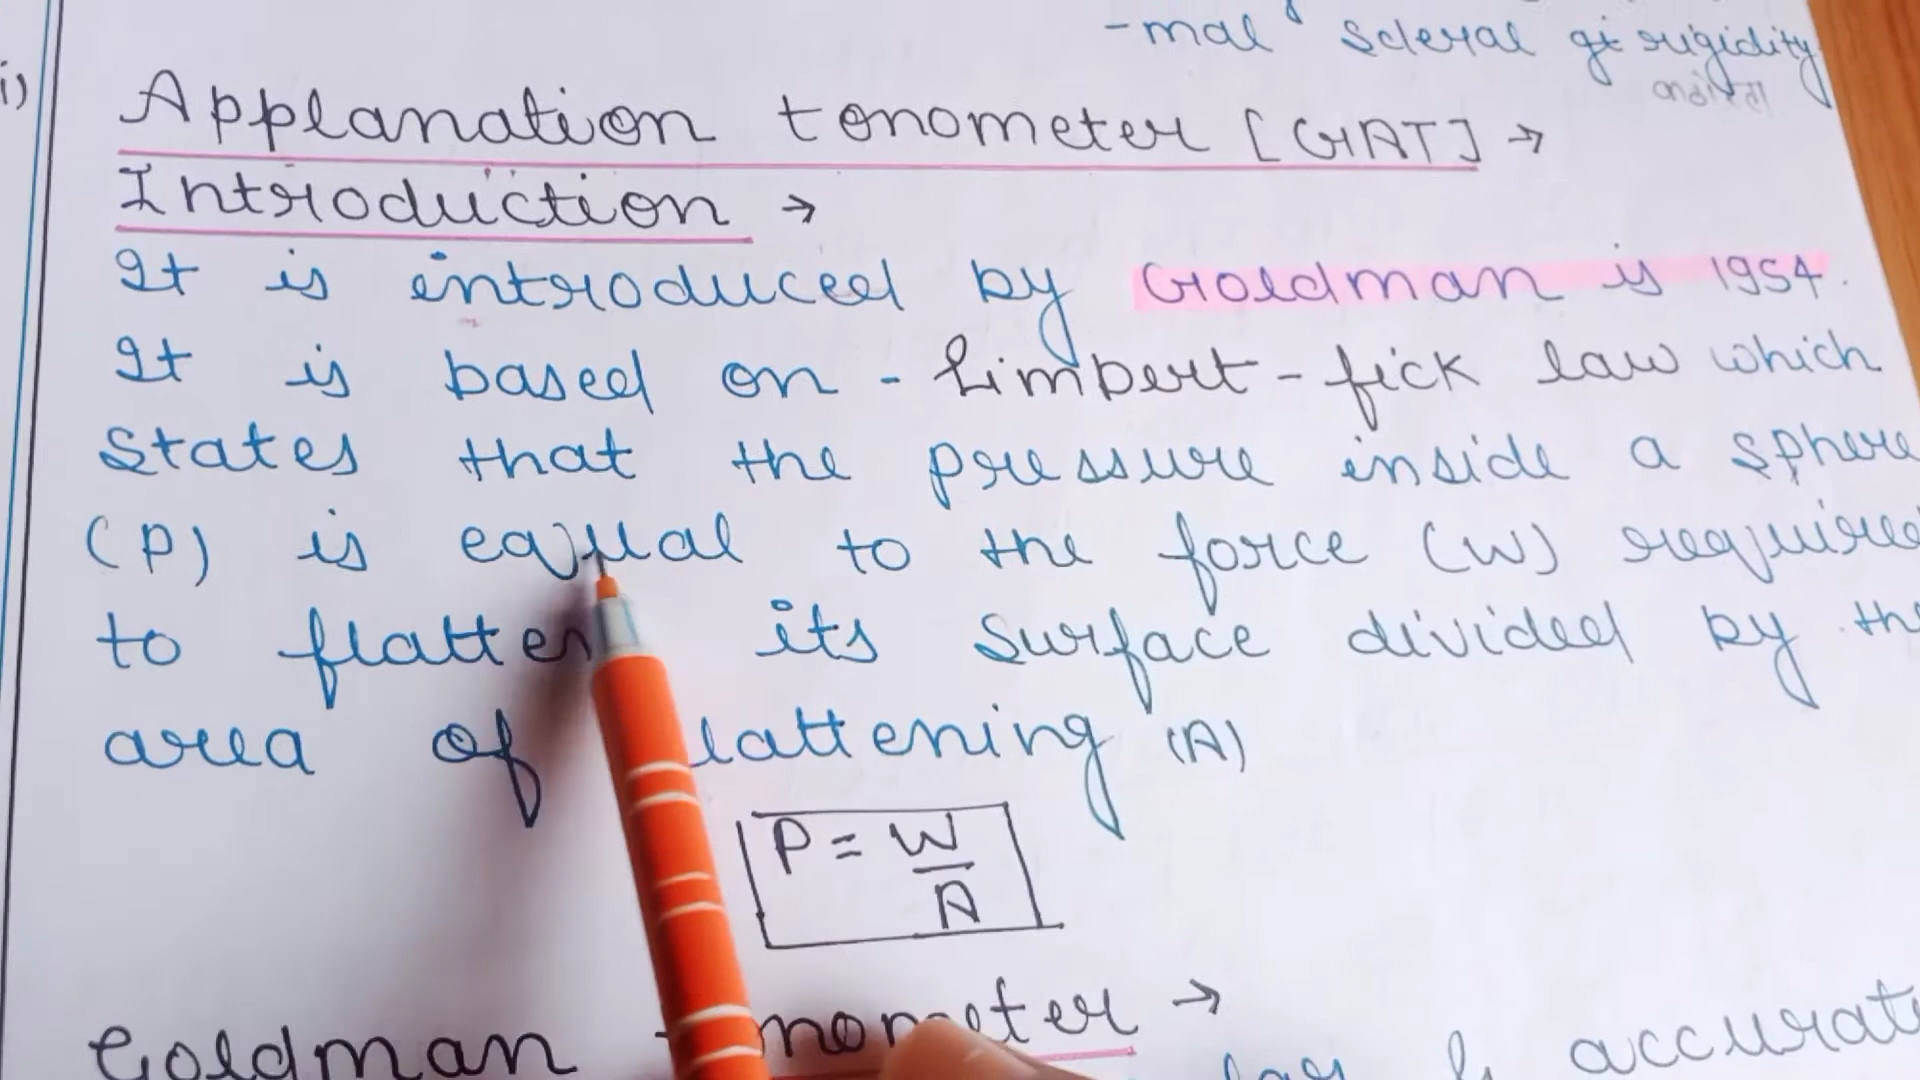 -mal scleral gt rigidity
i) Applanation tonometer [GAT] →
Introduction →
It is introduced by Goldman is 1954.
It is based on - Limbert-fick law which
States that the pressure inside a sphere
(P) is equal to the force (W) required
to flatten its surface divided by the
area of flattening (A)
P = W
A
Goldman tonometer →
accurate